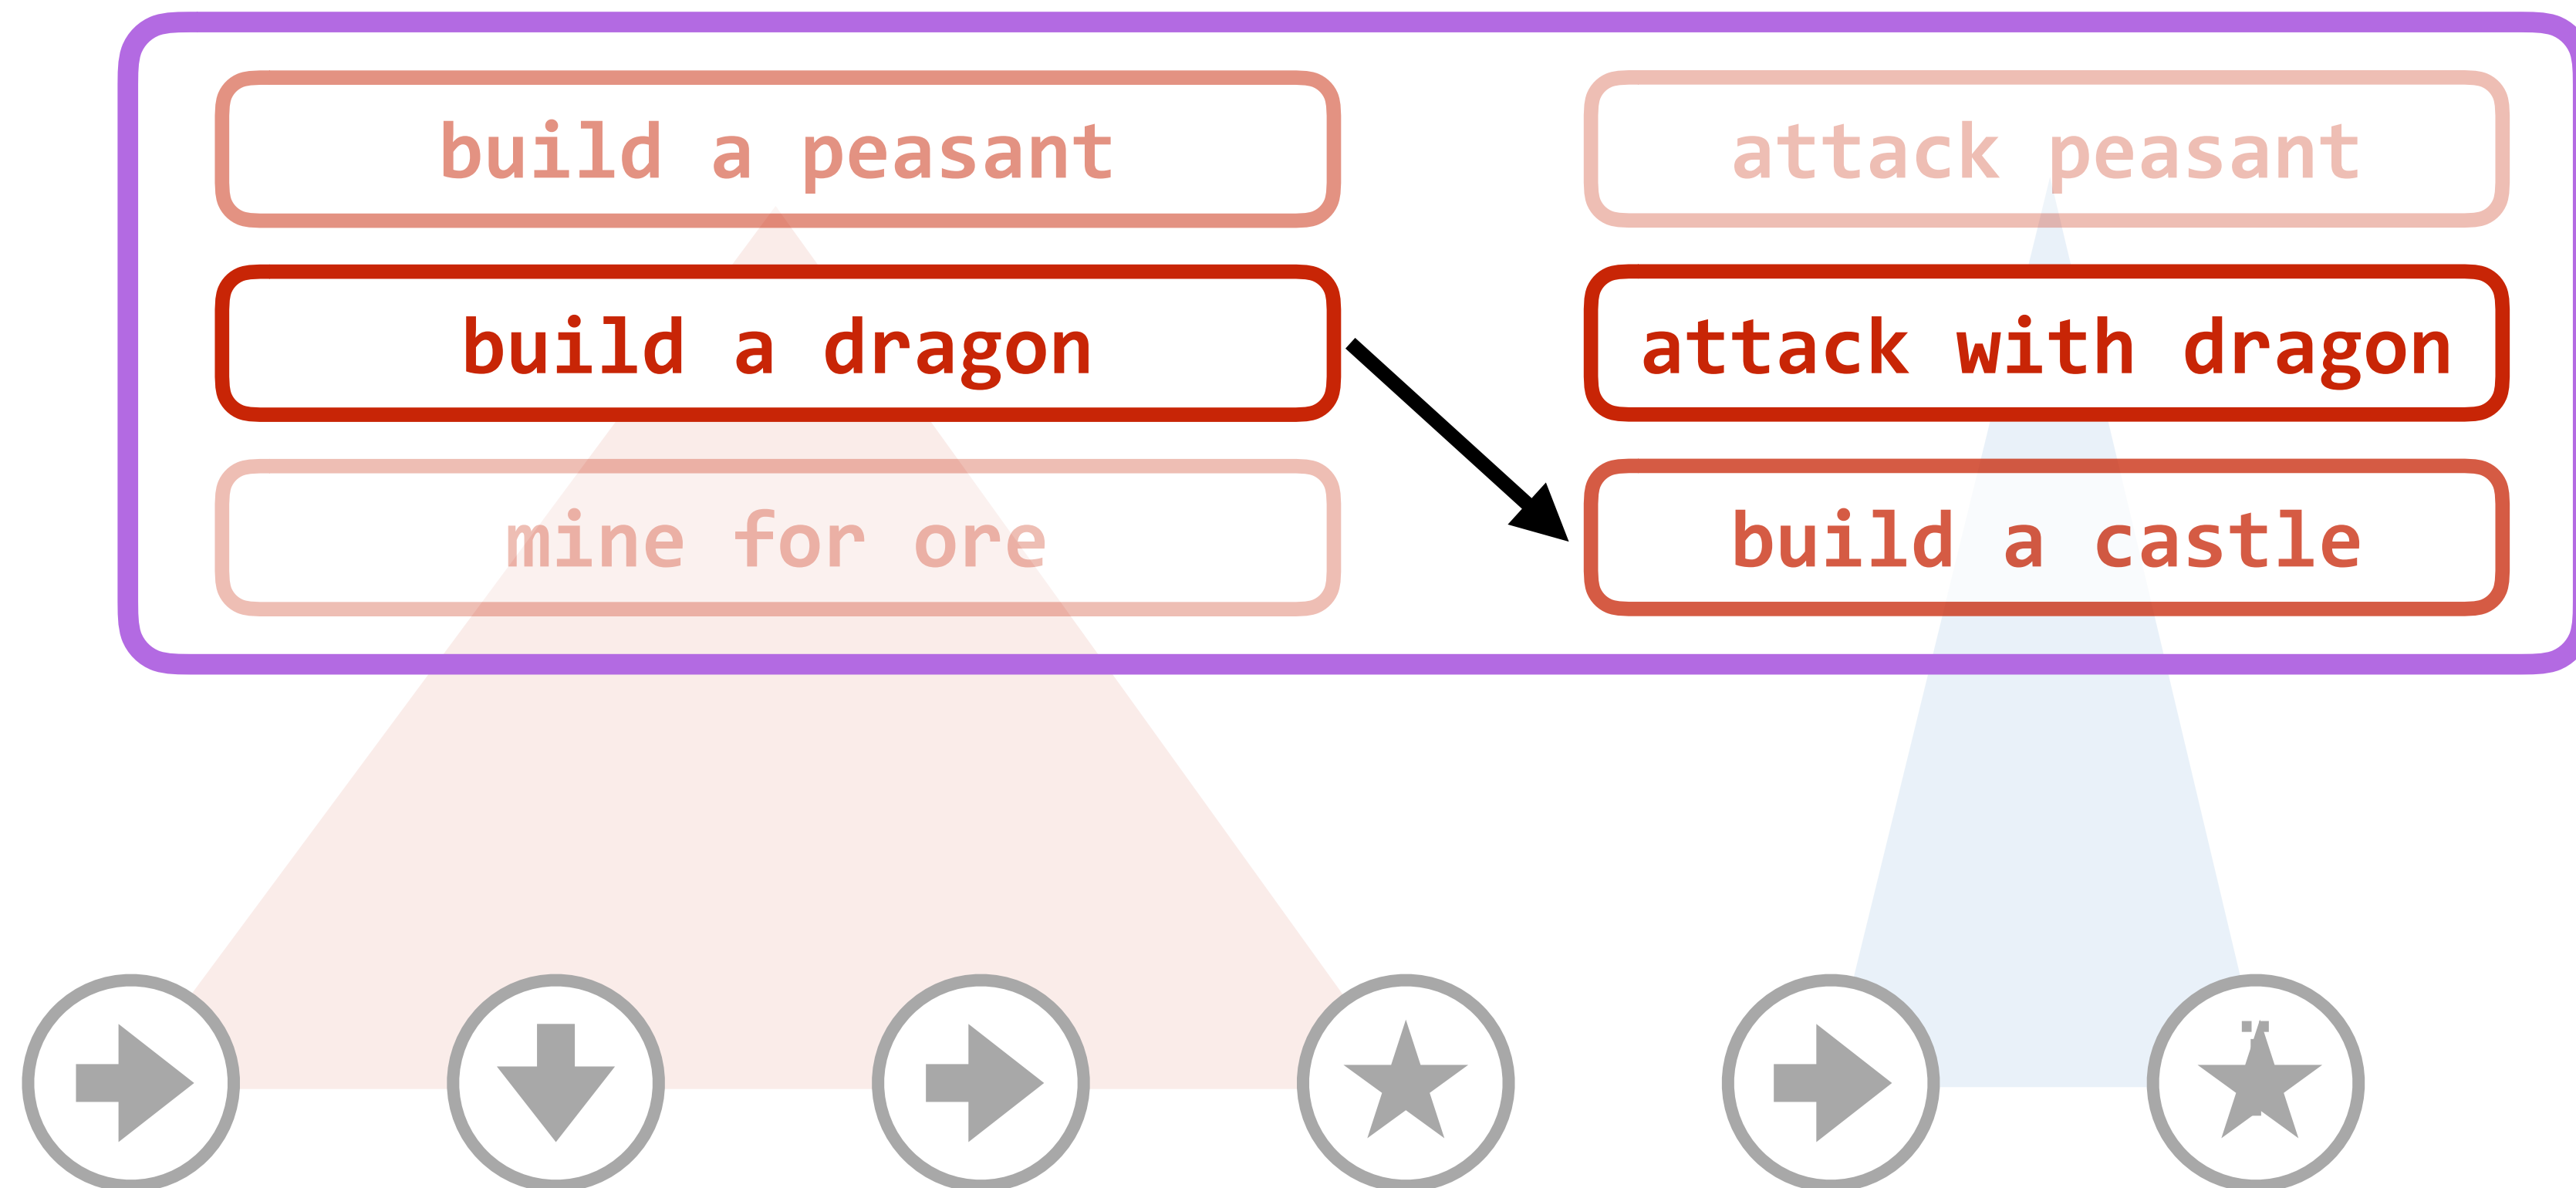 build a peasant
build a dragon
mine for ore
attack peasant
attack with dragon
build a castle